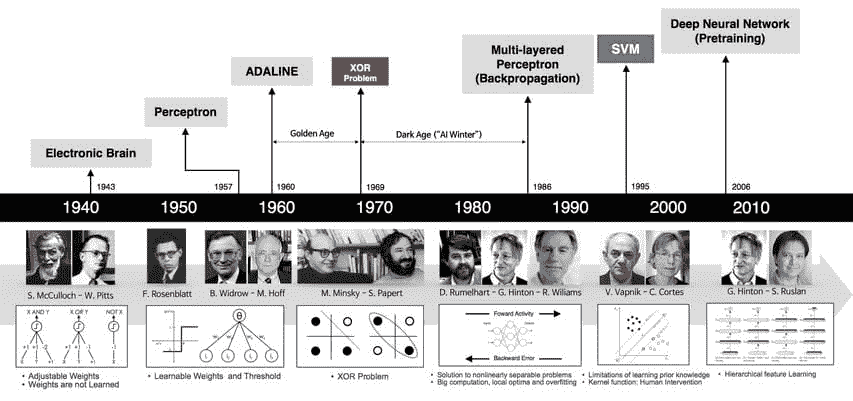 Deep Neural Network
(Pretraining)
SVM
Multi-layered
Perceptron
(Backpropagation)
ADALINE
XOR
Problem
Perceptron
Golden Age
Dark Age ("AI Winter")
Electronic Brain
1943
1957
1960
1969
1986
1995
2006
1940
1950
1960
1970
1980
1990
2000
2010
S. McCulloch - W. Pitts
F. Rosenblatt
B. Widrow - M. Hoff
M. Minsky - S. Papert
D. Rumelhart - G. Hinton - R. Wiliams
V. Vapnik - C. Cortes
G. Hinton - S. Ruslan
X AND Y
X OR Y
NOT X
Foward Activity
Backward Error
• Adjustable Weights
• Weights are not Learned
• Learnable Weights and Threshold
• XOR Problem
• Solution to nonlinearly separable problems
• Big computation, local optima and overfitting
• Limitations of learning prior knowledge
• Kernel function: Human Intervention
• Hierarchical feature Learning